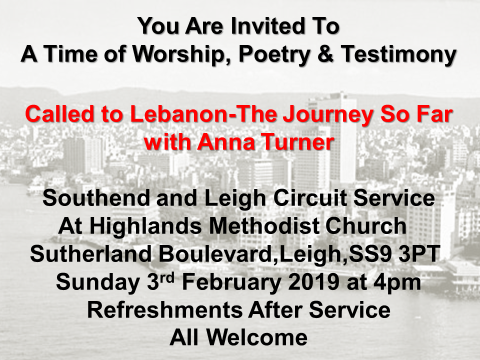 You Are Invited To
A Time of Worship, Poetry & Testimony
Called to Lebanon-The Journey So Far
with Anna Turner
Southend and Leigh Circuit Service
At Highlands Methodist Church
Sutherland Boulevard,Leigh,SS9 3PT
Sunday 3rd February 2019 at 4pm
Refreshments After Service
All Welcome